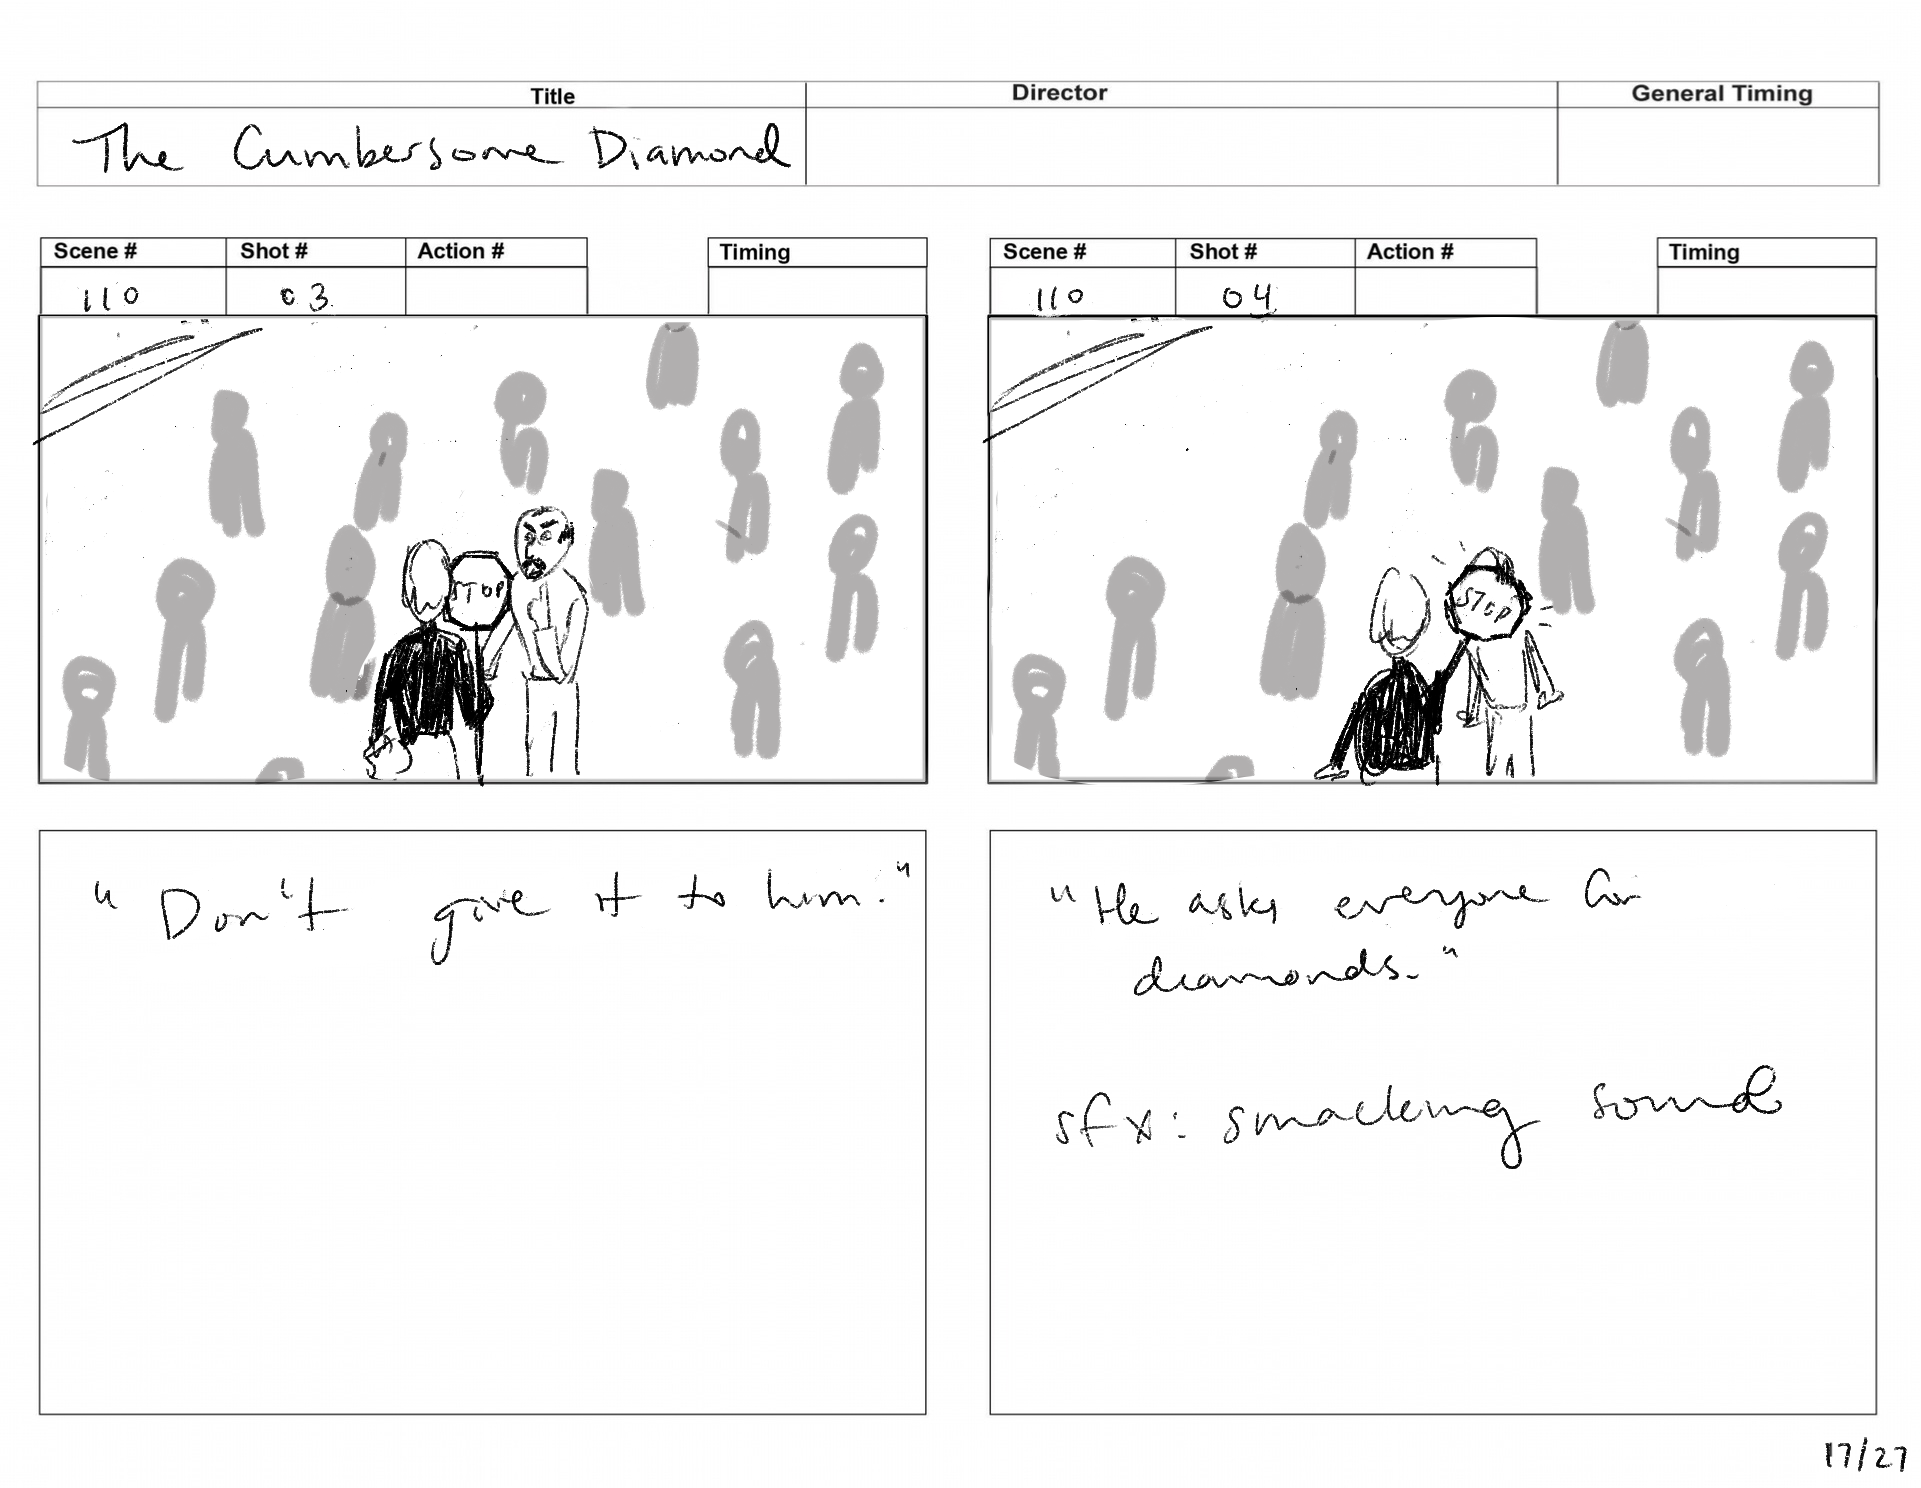 Title
Director
General Timing
The Cumbersome Diamond
Scene #
Shot #
Action #
Timing
110
03
STOP
"Don't give it to him."
Scene #
Shot #
Action #
Timing
110
04
STOP
"He asks everyone for
diamonds."
sfx: smacking sound
17/27